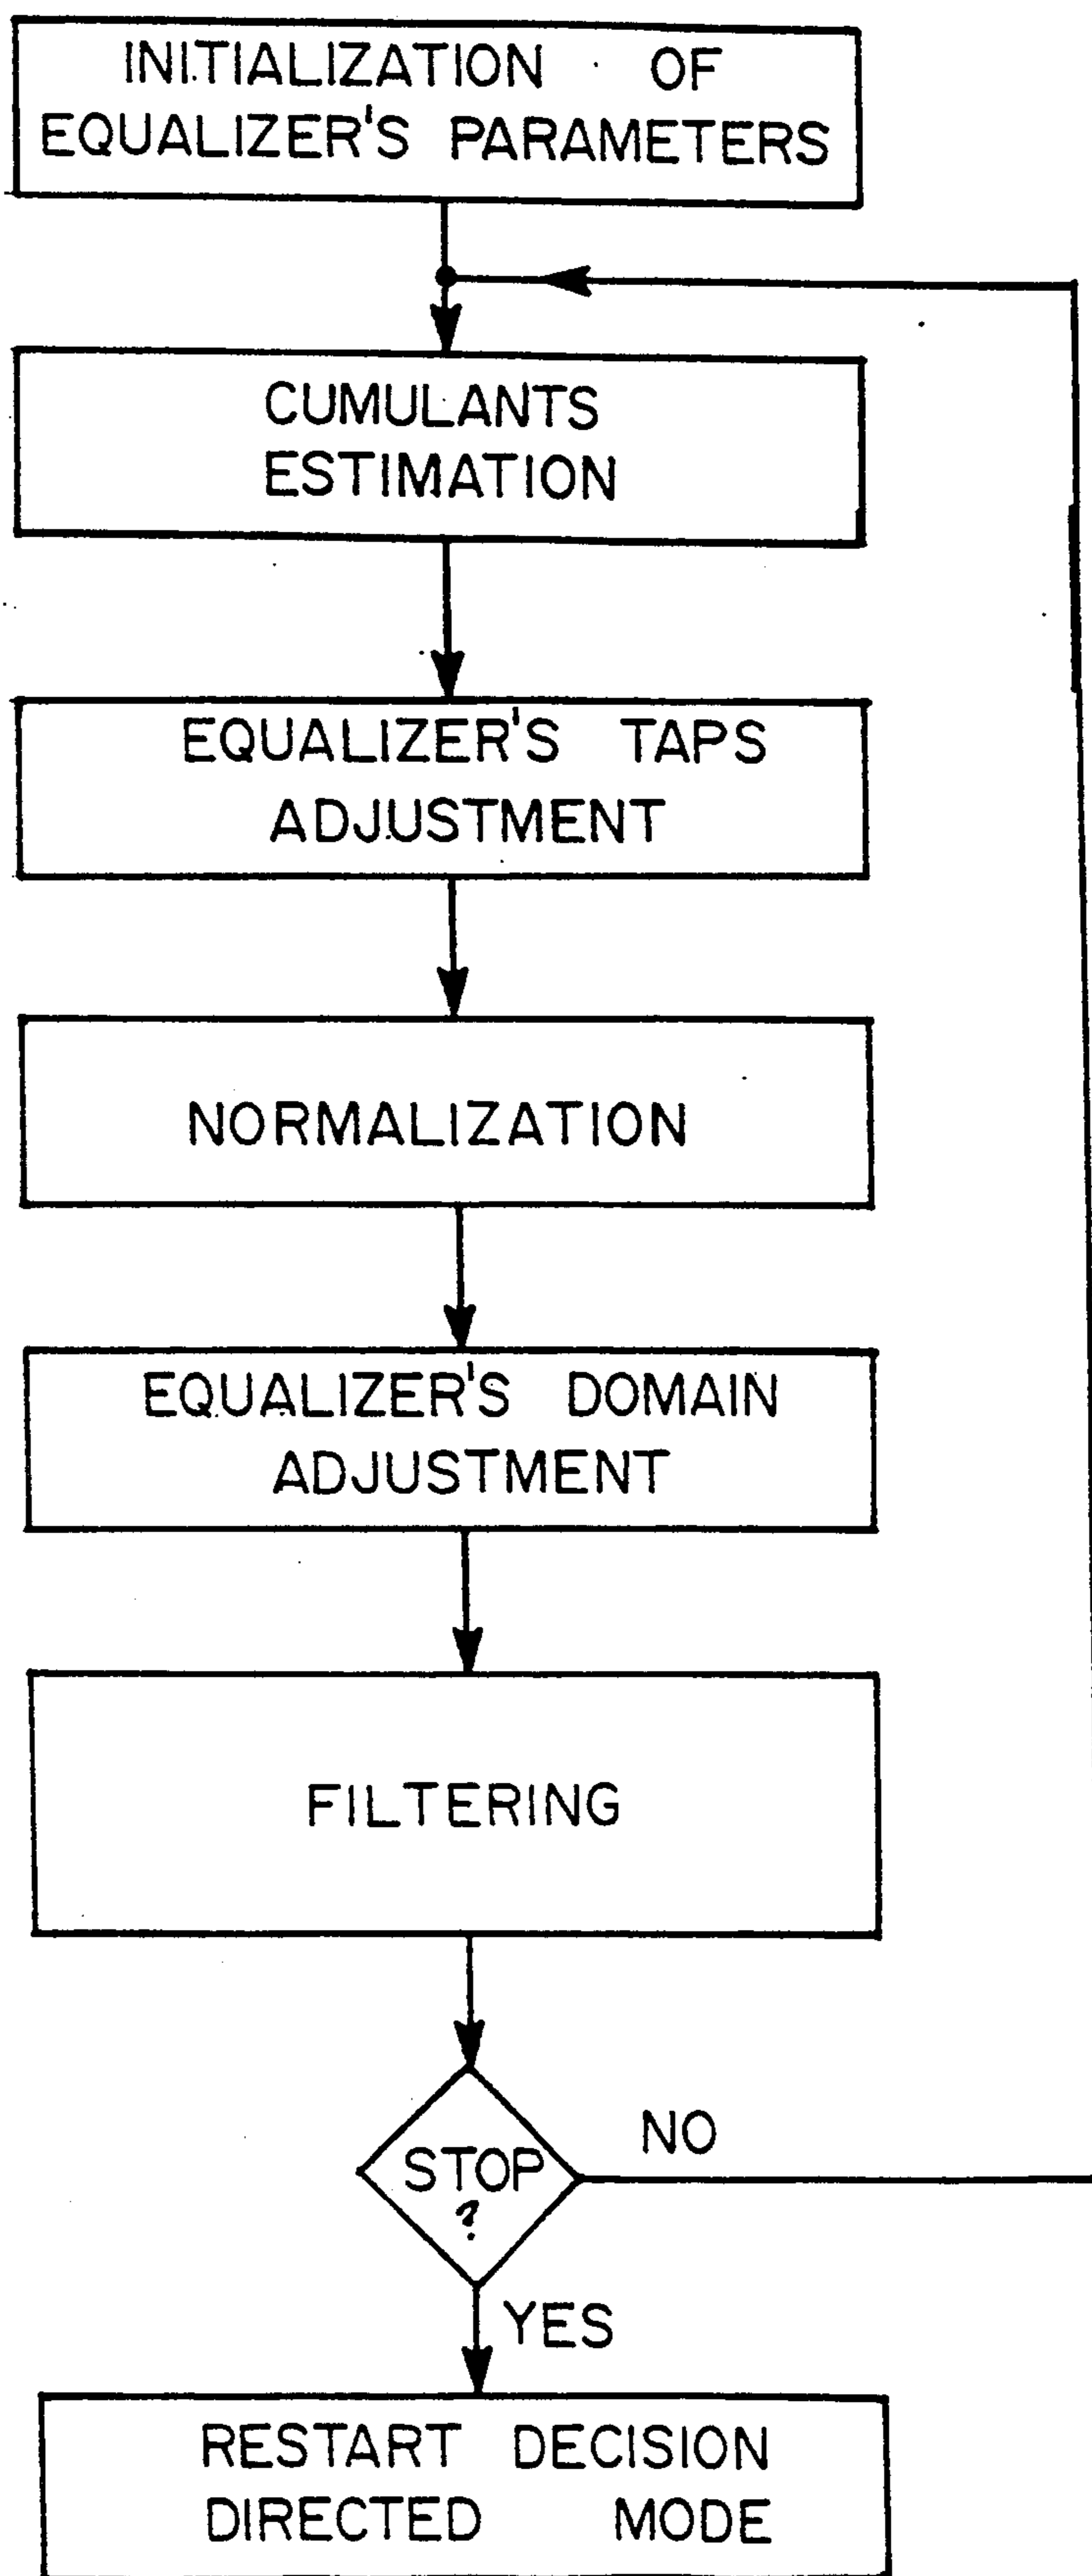 INITIALIZATION OF
EQUALIZER'S PARAMETERS
CUMULANTS
ESTIMATION
EQUALIZER'S TAPS
ADJUSTMENT
NORMALIZATION
EQUALIZER'S DOMAIN
ADJUSTMENT
FILTERING
STOP
?
NO
YES
RESTART DECISION
DIRECTED MODE